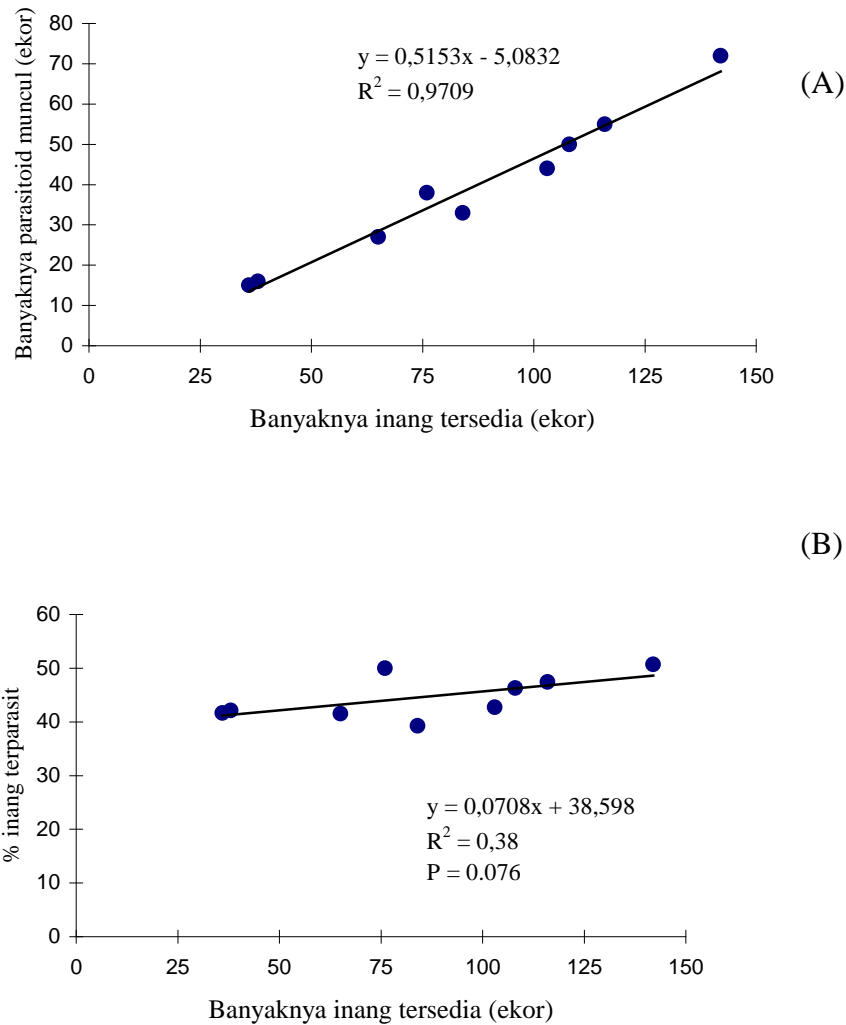 Banyaknya parasitoid muncul (ekor)
80
70
60
50
40
30
20
10
0
y = 0,5153x - 5,0832
R² = 0,9709
(A)
0 25 50 75 100 125 150
Banyaknya inang tersedia (ekor)
(B)
% inang terparasit
60
50
40
30
20
10
0
y = 0,0708x + 38,598
R² = 0,38
P = 0.076
0 25 50 75 100 125 150
Banyaknya inang tersedia (ekor)